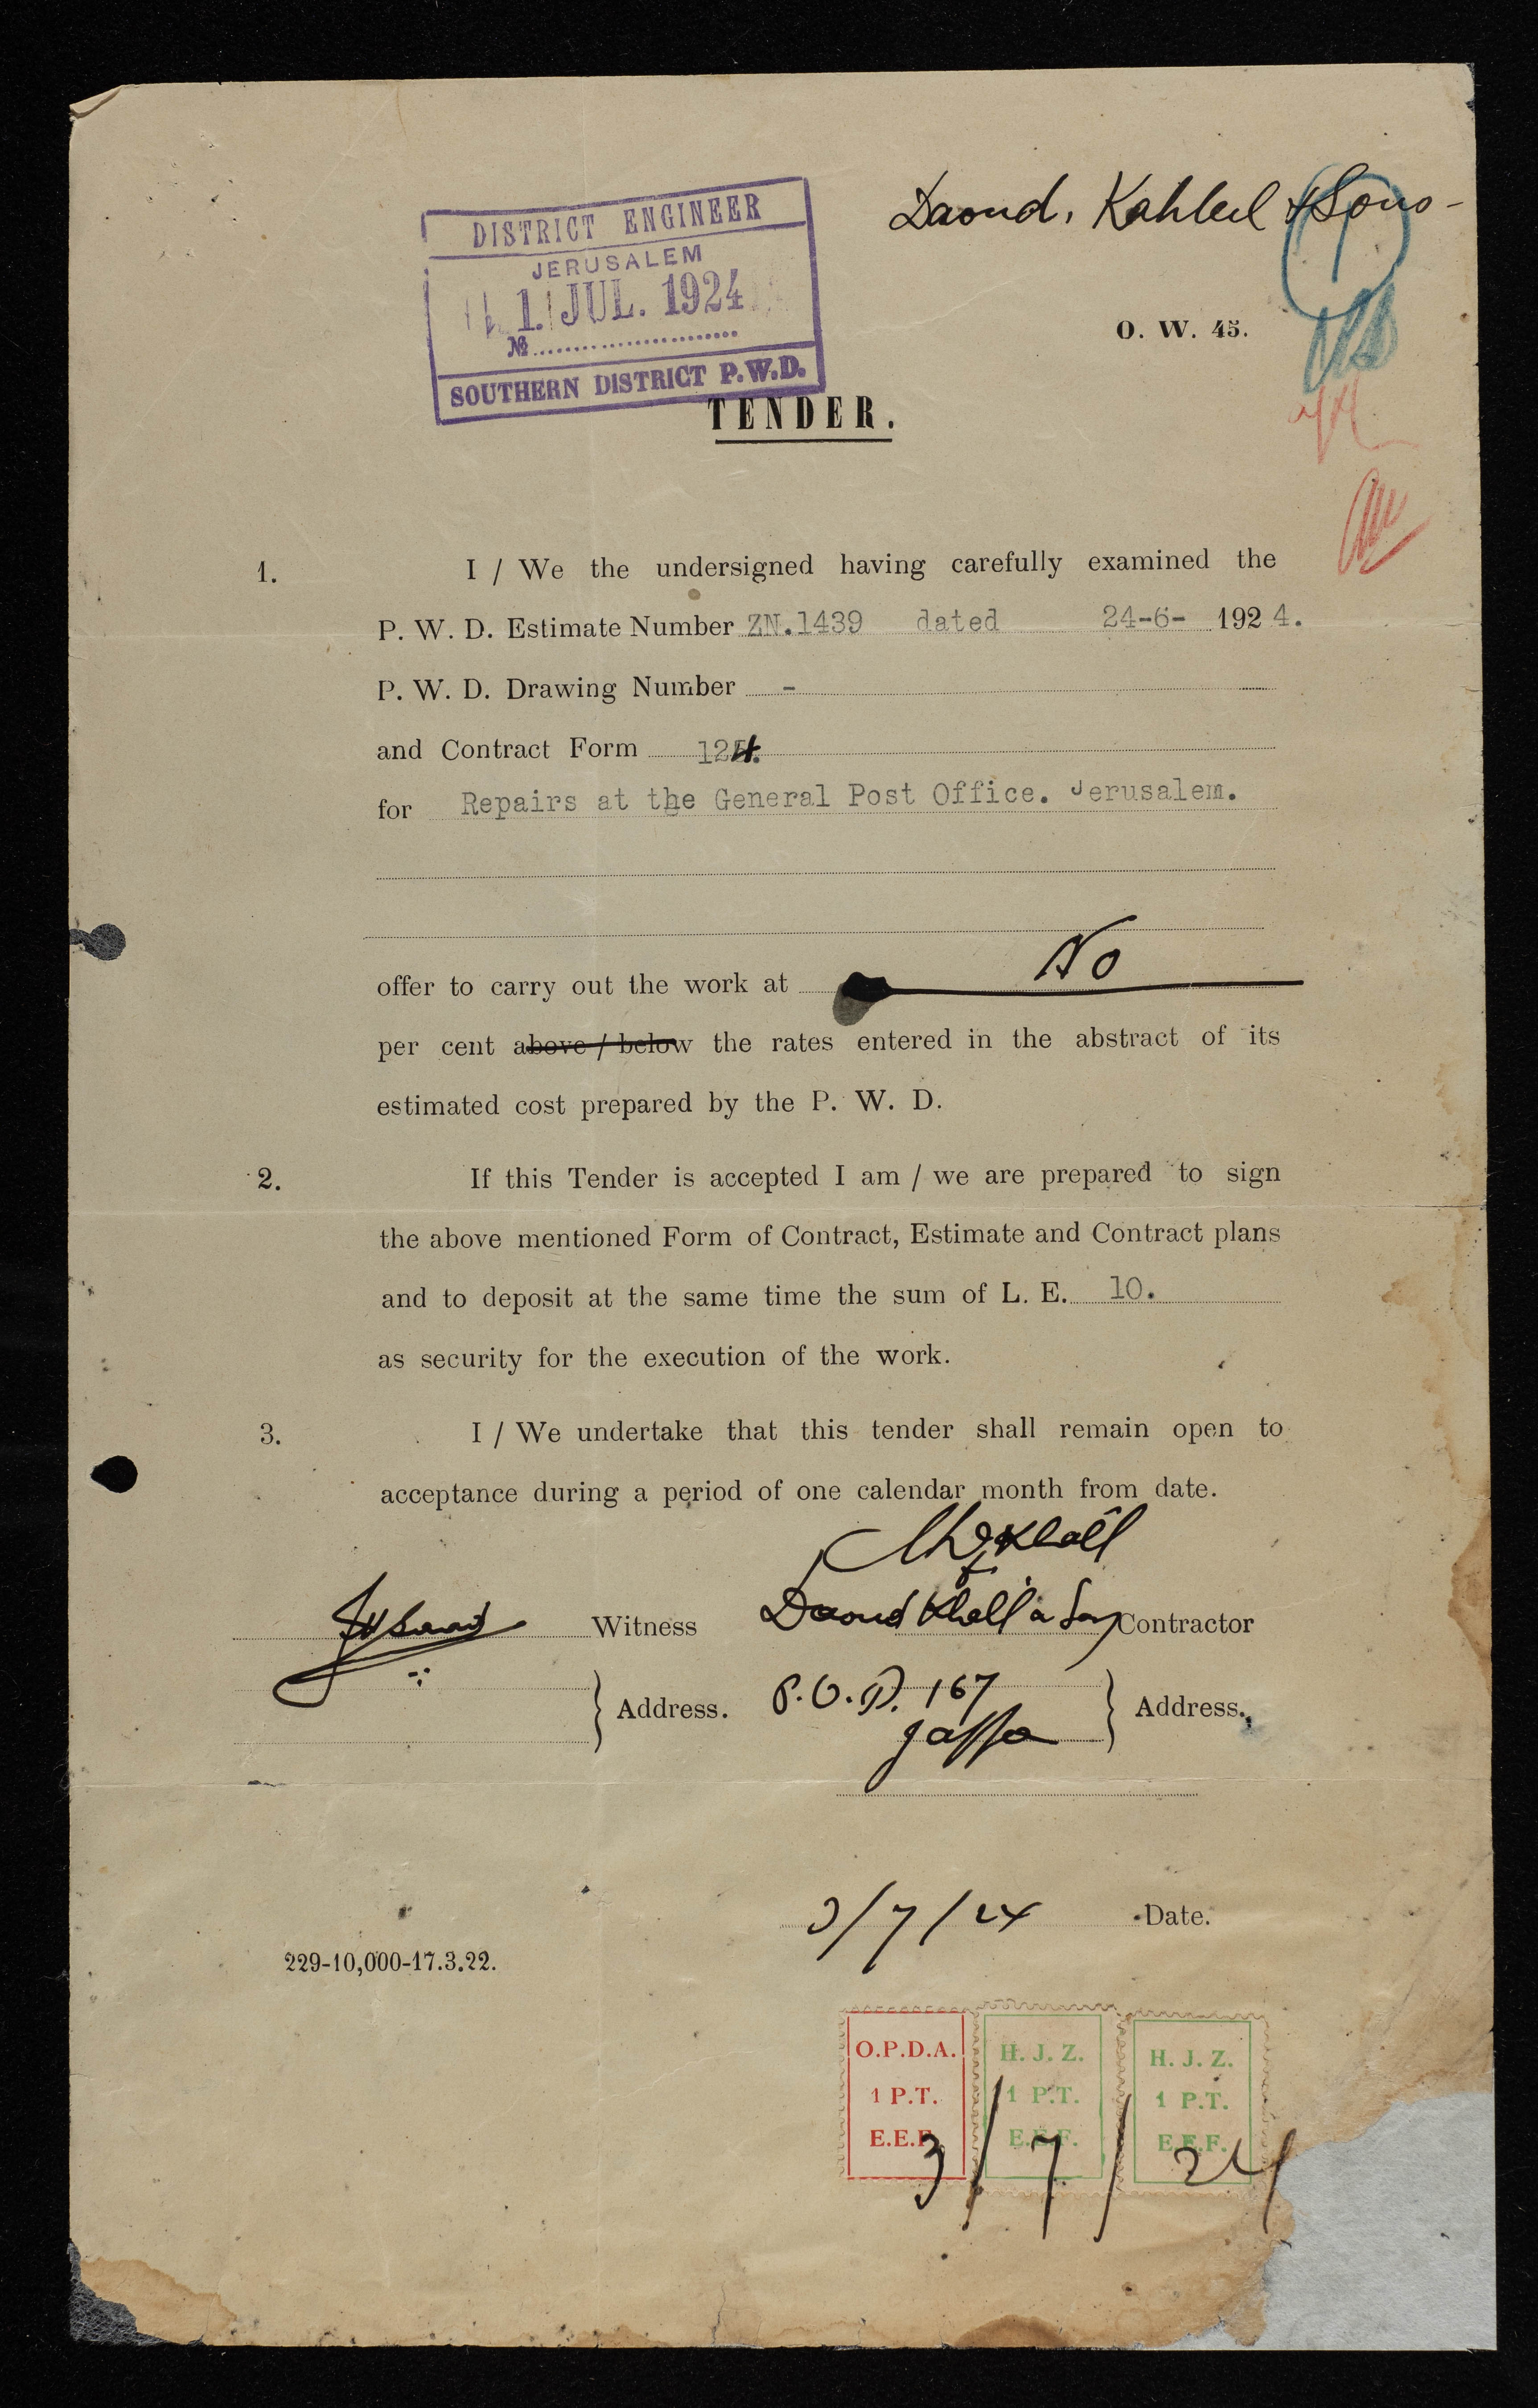 Daoud. Kahleel & Sons -
DISTRICT ENGINEER
JERUSALEM
1. JUL. 1924
№
SOUTHERN DISTRICT P.W.D.
1
O. W. 45.
TENDER.
1. I / We the undersigned having carefully examined the
P. W. D. Estimate Number ZN.1439 dated 24-6- 1924.
P. W. D. Drawing Number -
and Contract Form 124.
for Repairs at the General Post Office. Jerusalem.
offer to carry out the work at No
per cent above / below the rates entered in the abstract of its
estimated cost prepared by the P. W. D.
2. If this Tender is accepted I am / we are prepared to sign
the above mentioned Form of Contract, Estimate and Contract plans
and to deposit at the same time the sum of L. E. 10.
as security for the execution of the work.
3. I / We undertake that this tender shall remain open to
acceptance during a period of one calendar month from date.
Witness Daoud Khall a Son Contractor
Address. P.O.B. 167 Address.
Jaffa
3/7/24 Date.
229-10,000-17.3.22.
O.P.D.A. H. J. Z. H. J. Z.
1 P.T. 1 P.T. 1 P.T.
E.E.F. E.E.F. E.E.F.
3/7/24